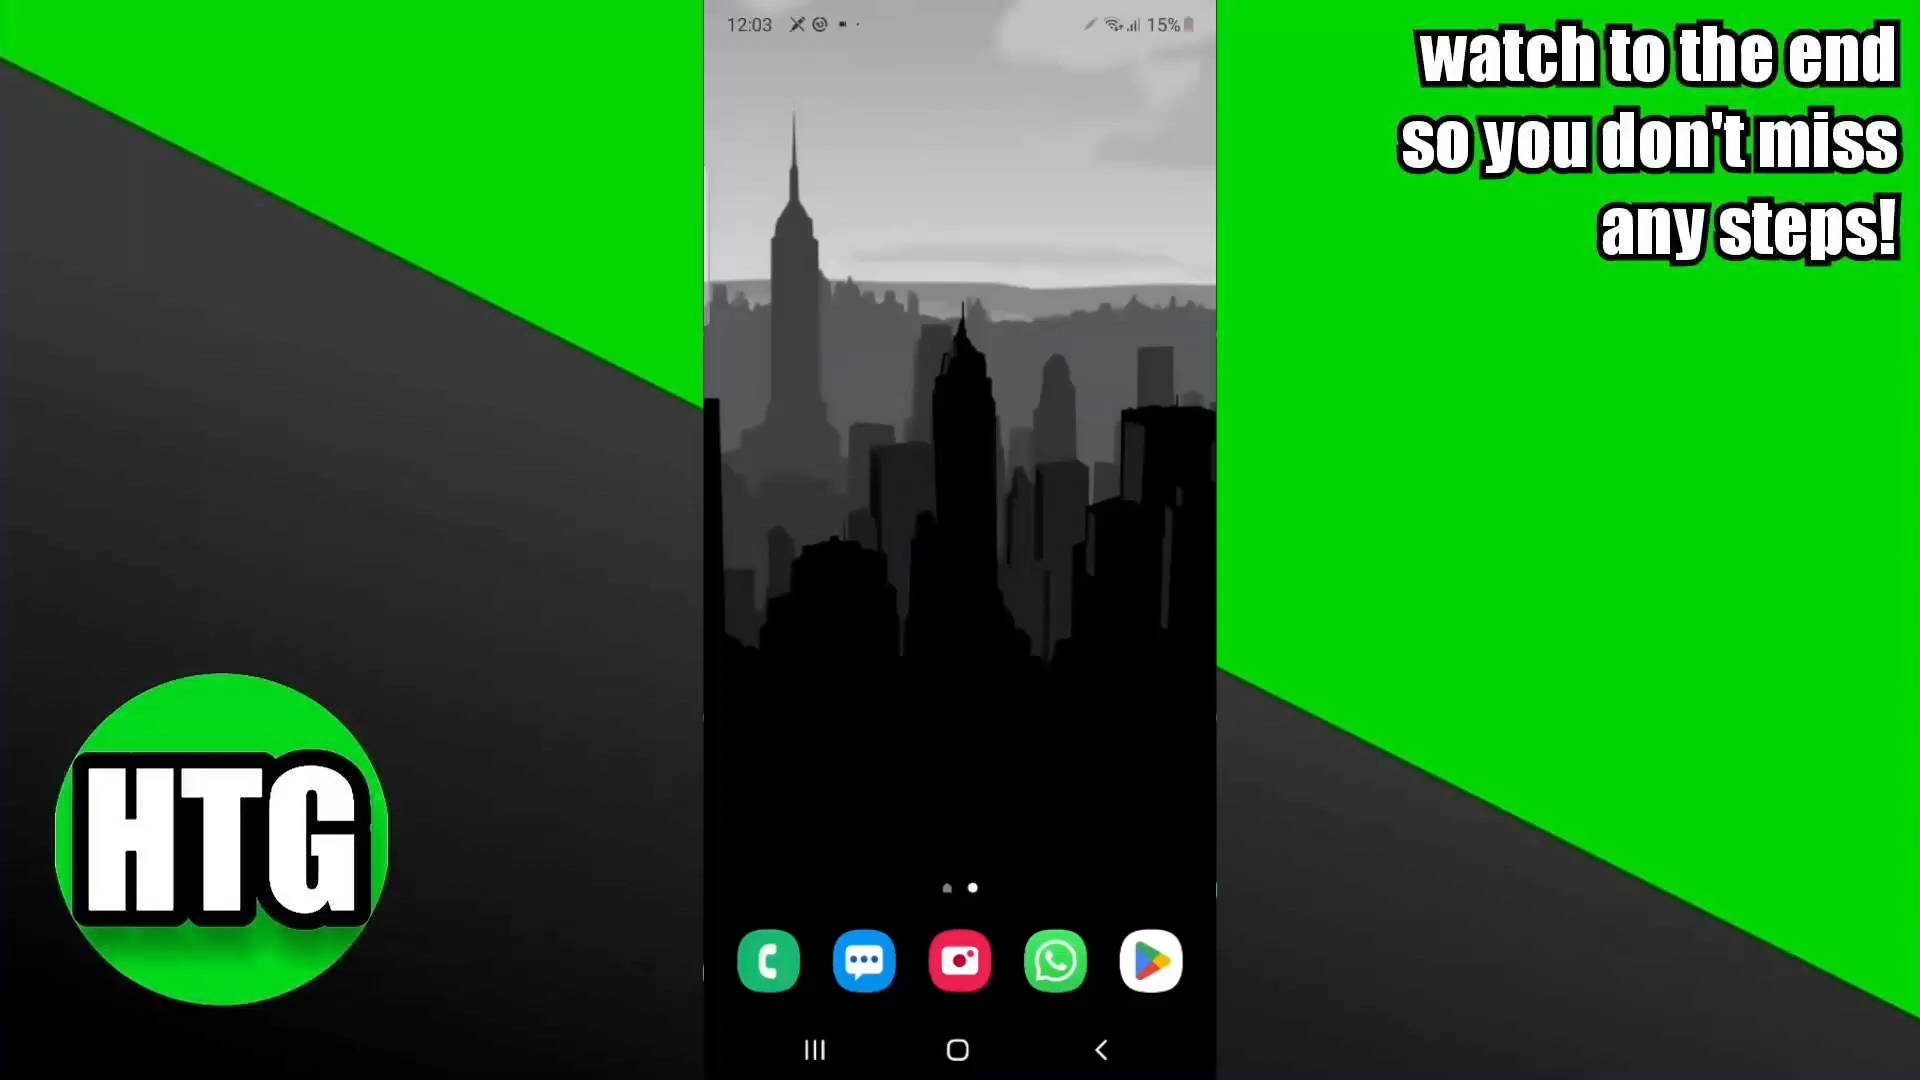 12:03
15%
watch to the end
so you don't miss
any steps!
HTG